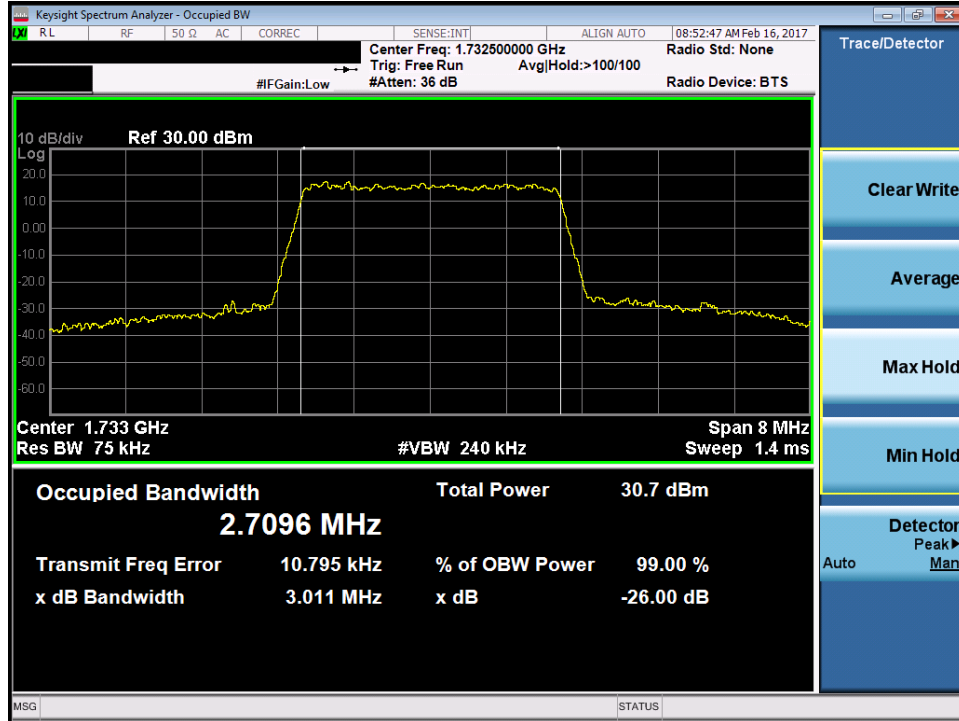 Keysight Spectrum Analyzer - Occupied BW
LXI RL RF 50 Ω AC CORREC SENSE:INT ALIGN AUTO 08:52:47 AM Feb 16, 2017
Center Freq: 1.732500000 GHz Radio Std: None
Trig: Free Run Avg|Hold:>100/100
#IFGain:Low #Atten: 36 dB Radio Device: BTS
10 dB/div Ref 30.00 dBm
Log
20.0
10.0
0.00
-10.0
-20.0
-30.0
-40.0
-50.0
-60.0
Center 1.733 GHz Span 8 MHz
Res BW 75 kHz #VBW 240 kHz Sweep 1.4 ms
Occupied Bandwidth Total Power 30.7 dBm
2.7096 MHz
Transmit Freq Error 10.795 kHz % of OBW Power 99.00 %
x dB Bandwidth 3.011 MHz x dB -26.00 dB
MSG STATUS
Trace/Detector
Clear Write
Average
Max Hold
Min Hold
Detector
Peak▶
Auto Man